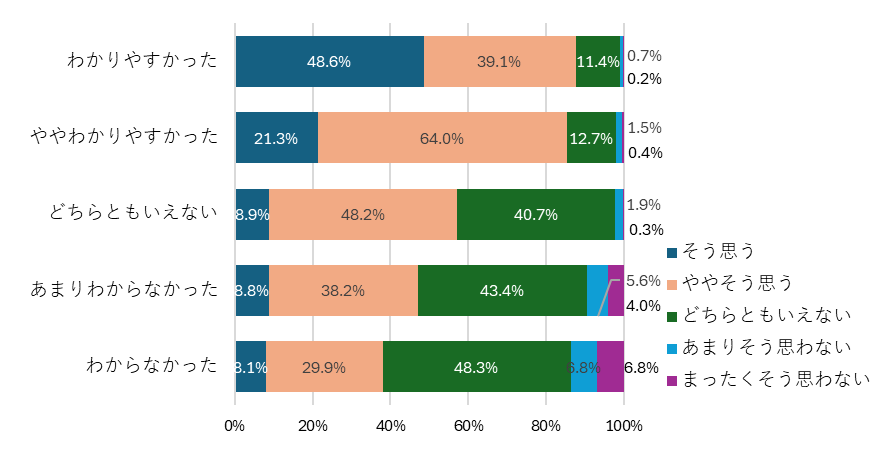 わかりやすかった 48.6% 39.1% 11.4% 0.7%
0.2%
ややわかりやすかった 21.3% 64.0% 12.7% 1.5%
0.4%
どちらともいえない 8.9% 48.2% 40.7% 1.9%
0.3%
あまりわからなかった 8.8% 38.2% 43.4% 5.6%
4.0%
わからなかった 8.1% 29.9% 48.3% 6.8% 6.8%
0% 20% 40% 60% 80% 100%
そう思う
ややそう思う
どちらともいえない
あまりそう思わない
まったくそう思わない